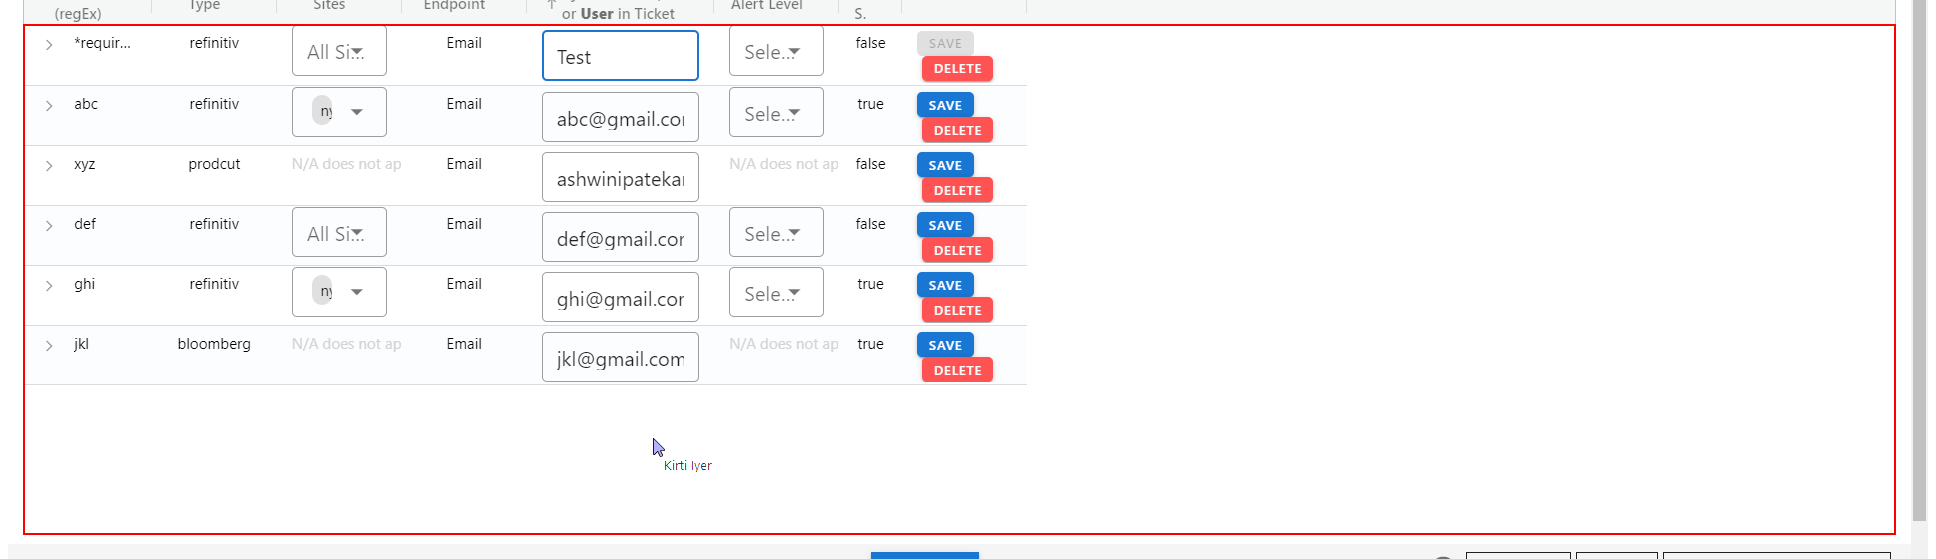 Type Sites Endpoint Alert Level
(regEx) or User in Ticket S.
*requir... refinitiv All Si... Email Test Sele... false SAVE
DELETE
abc refinitiv ny Email abc@gmail.co Sele... true SAVE
DELETE
xyz prodcut N/A does not ap Email ashwinipateka N/A does not ap false SAVE
DELETE
def refinitiv All Si... Email def@gmail.cor Sele... false SAVE
DELETE
ghi refinitiv ny Email ghi@gmail.cor Sele... true SAVE
DELETE
jkl bloomberg N/A does not ap Email jkl@gmail.com N/A does not ap true SAVE
DELETE
Kirti Iyer